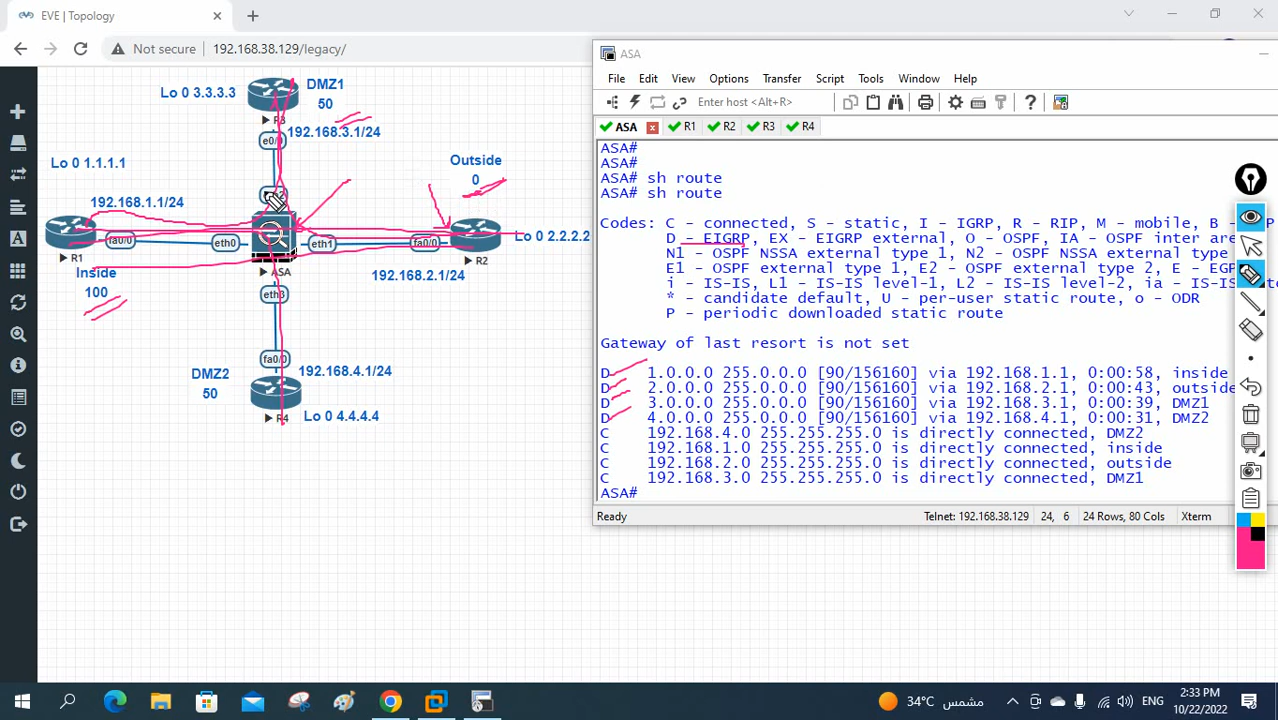 EVE | Topology
Not secure
192.168.38.129/legacy/
DMZ1
50
Lo 0 3.3.3.3
R3
192.168.3.1/24
e0/0
Lo 0 1.1.1.1
Outside
0
192.168.1.1/24
fa0/0
eth0
eth1
fa0/0
Lo 0 2.2.2.2
R1
ASA
R2
Inside
100
192.168.2.1/24
eth3
fa0/0
DMZ2
50
192.168.4.1/24
R4
Lo 0 4.4.4.4
ASA
File Edit View Options Transfer Script Tools Window Help
Enter host <Alt+R>
ASA R1 R2 R3 R4
ASA#
ASA#
ASA# sh route
ASA# sh route
Codes: C - connected, S - static, I - IGRP, R - RIP, M - mobile, B -
D - EIGRP, EX - EIGRP external, O - OSPF, IA - OSPF inter are
N1 - OSPF NSSA external type 1, N2 - OSPF NSSA external type
E1 - OSPF external type 1, E2 - OSPF external type 2, E - EG
i - IS-IS, L1 - IS-IS level-1, L2 - IS-IS level-2, ia - IS-IS
* - candidate default, U - per-user static route, o - ODR
P - periodic downloaded static route
Gateway of last resort is not set
D 1.0.0.0 255.0.0.0 [90/156160] via 192.168.1.1, 0:00:58, inside
D 2.0.0.0 255.0.0.0 [90/156160] via 192.168.2.1, 0:00:43, outside
D 3.0.0.0 255.0.0.0 [90/156160] via 192.168.3.1, 0:00:39, DMZ1
D 4.0.0.0 255.0.0.0 [90/156160] via 192.168.4.1, 0:00:31, DMZ2
C 192.168.4.0 255.255.255.0 is directly connected, DMZ2
C 192.168.1.0 255.255.255.0 is directly connected, inside
C 192.168.2.0 255.255.255.0 is directly connected, outside
C 192.168.3.0 255.255.255.0 is directly connected, DMZ1
ASA#
Ready
Telnet: 192.168.38.129
24, 6
24 Rows, 80 Cols
Xterm
34° مشمس
ENG
2:33 PM
10/22/2022